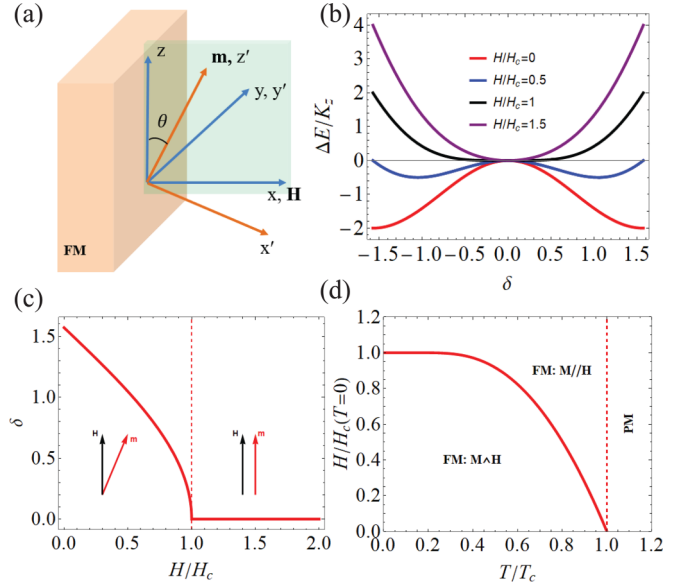 (a)
z
m, z′
y, y′
θ
x, H
x′
FM
(b)
ΔE/K_z
4
3
2
1
0
−1
−2
H/H_c=0
H/H_c=0.5
H/H_c=1
H/H_c=1.5
−1.5 −1.0 −0.5 0.0 0.5 1.0 1.5
δ
(c)
δ
1.5
1.0
0.5
0.0
H m
H m
0.0 0.5 1.0 1.5 2.0
H/H_c
(d)
H/H_c(T=0)
1.2
1.0
0.8
0.6
0.4
0.2
0.0
FM: M//H
FM: M∧H
PM
0.0 0.2 0.4 0.6 0.8 1.0 1.2
T/T_c